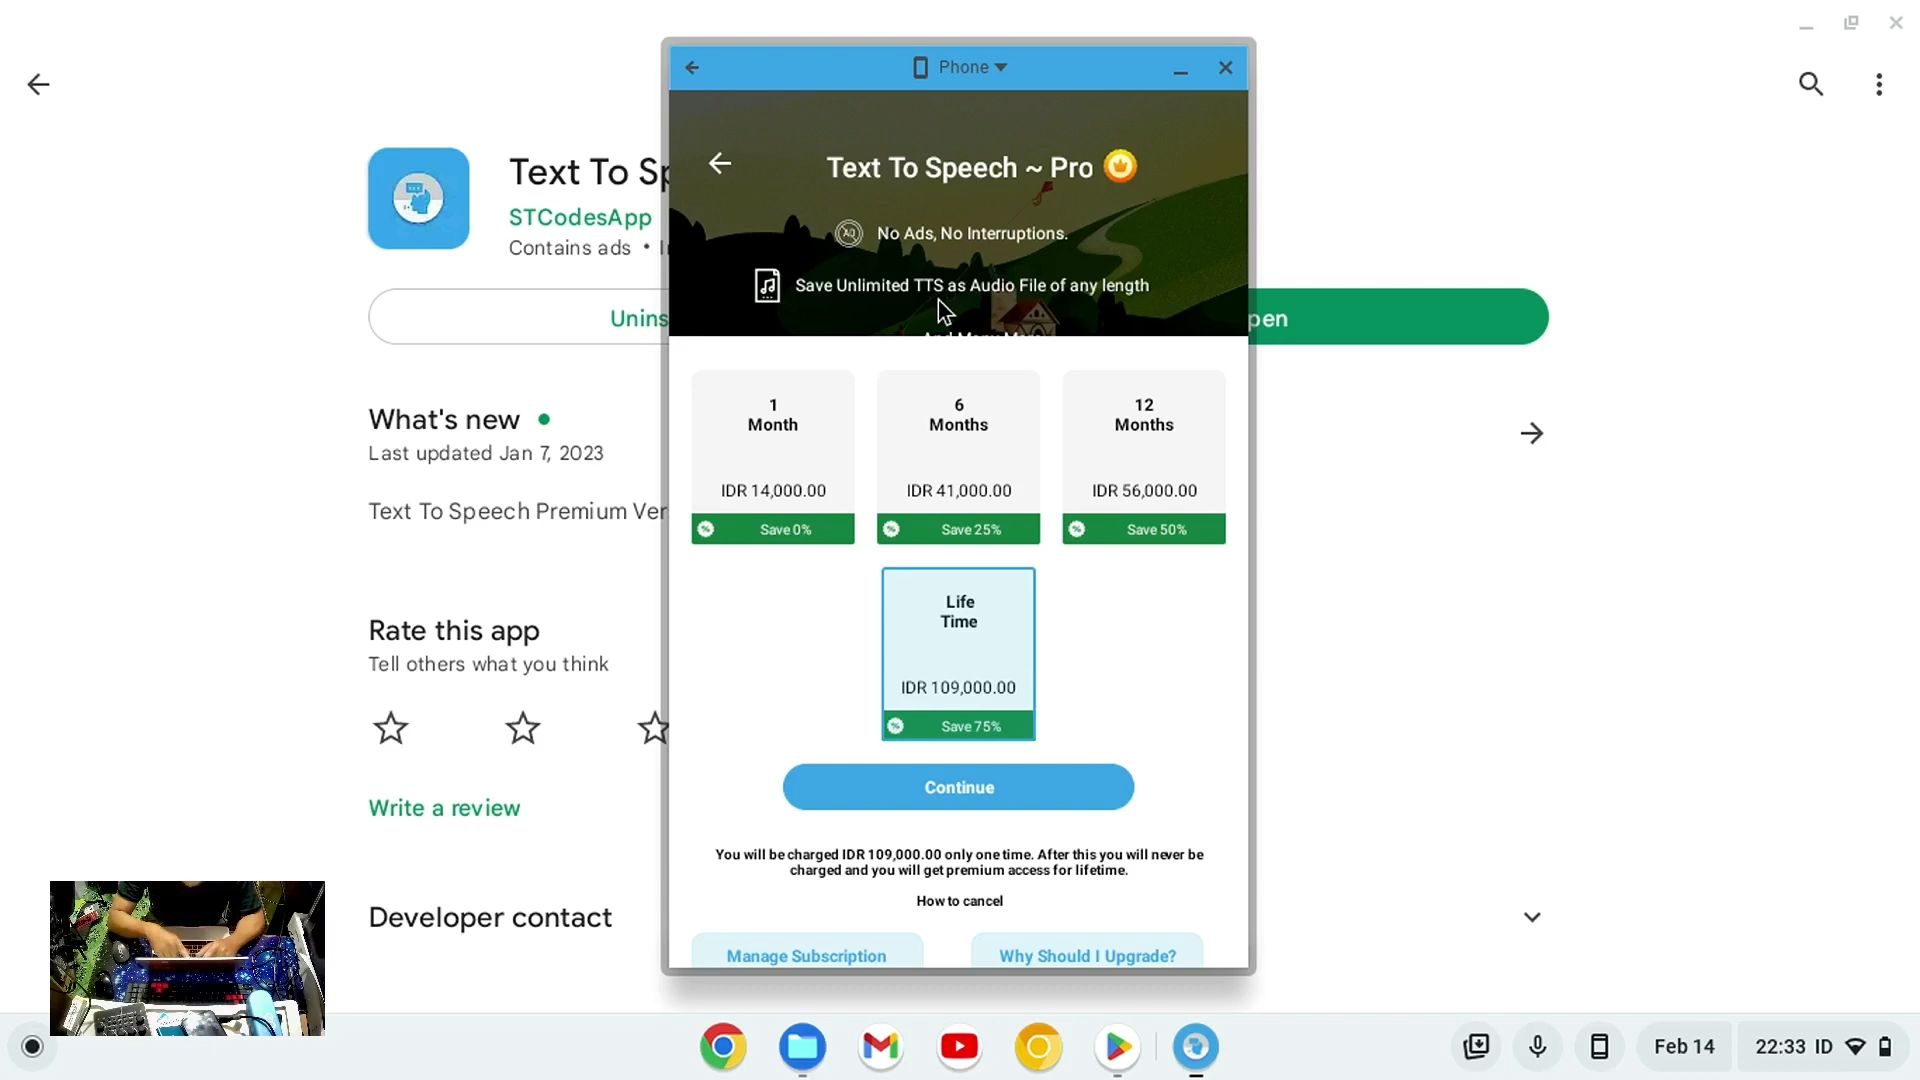 Phone
Text To Sp
STCodesApp
Contains ads •
Unins
pen
What's new
Last updated Jan 7, 2023
Text To Speech Premium Ver
Rate this app
Tell others what you think
Write a review
Developer contact
Text To Speech ~ Pro
AD
No Ads, No Interruptions.
Save Unlimited TTS as Audio File of any length
And Many More
1
Month
IDR 14,000.00
Save 0%
6
Months
IDR 41,000.00
Save 25%
12
Months
IDR 56,000.00
Save 50%
Life
Time
IDR 109,000.00
Save 75%
Continue
You will be charged IDR 109,000.00 only one time. After this you will never be
charged and you will get premium access for lifetime.
How to cancel
Manage Subscription
Why Should I Upgrade?
Feb 14
22:33 ID